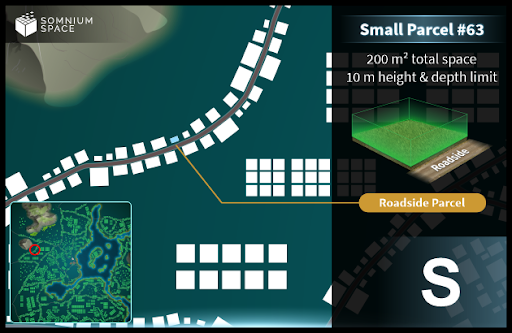 SOMNIUM
SPACE
Small Parcel #63
200 m² total space
10 m height & depth limit
Roadside
Roadside Parcel
S